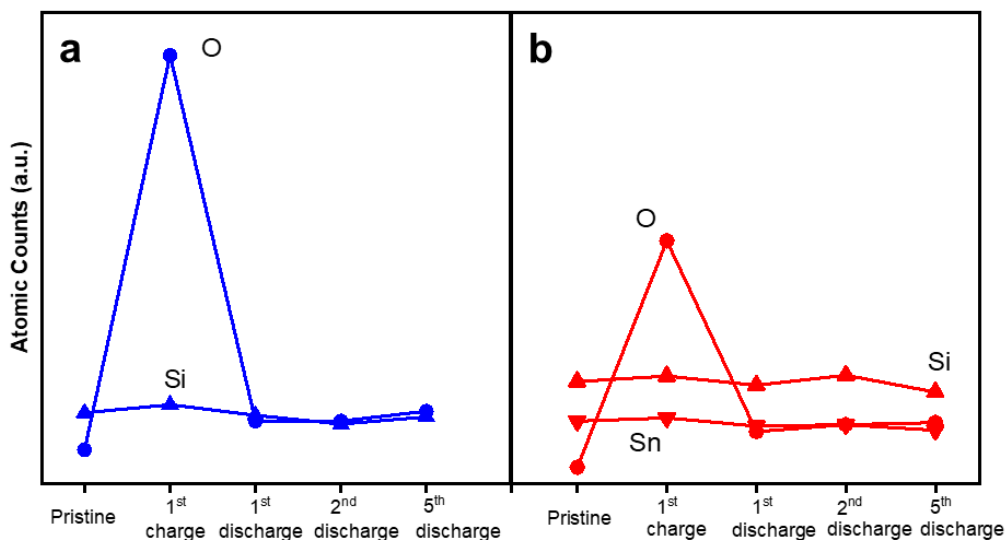 a
O
Si
b
O
Si
Sn
Atomic Counts (a.u.)
Pristine
1st charge
1st discharge
2nd discharge
5th discharge
Pristine
1st charge
1st discharge
2nd discharge
5th discharge